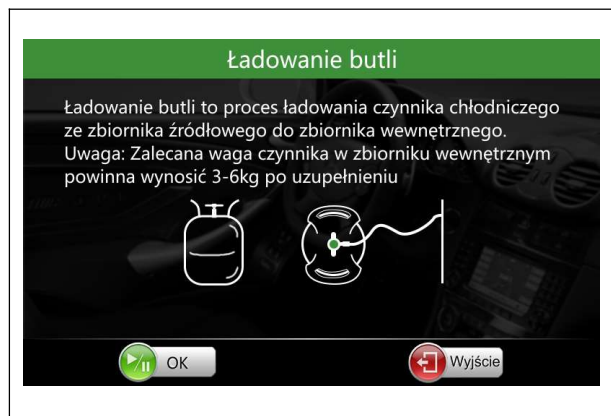 Ładowanie butli
Ładowanie butli to proces ładowania czynnika chłodniczego
ze zbiornika źródłowego do zbiornika wewnętrznego.
Uwaga: Zalecana waga czynnika w zbiorniku wewnętrznym
powinna wynosić 3-6kg po uzupełnieniu
OK
Wyjście